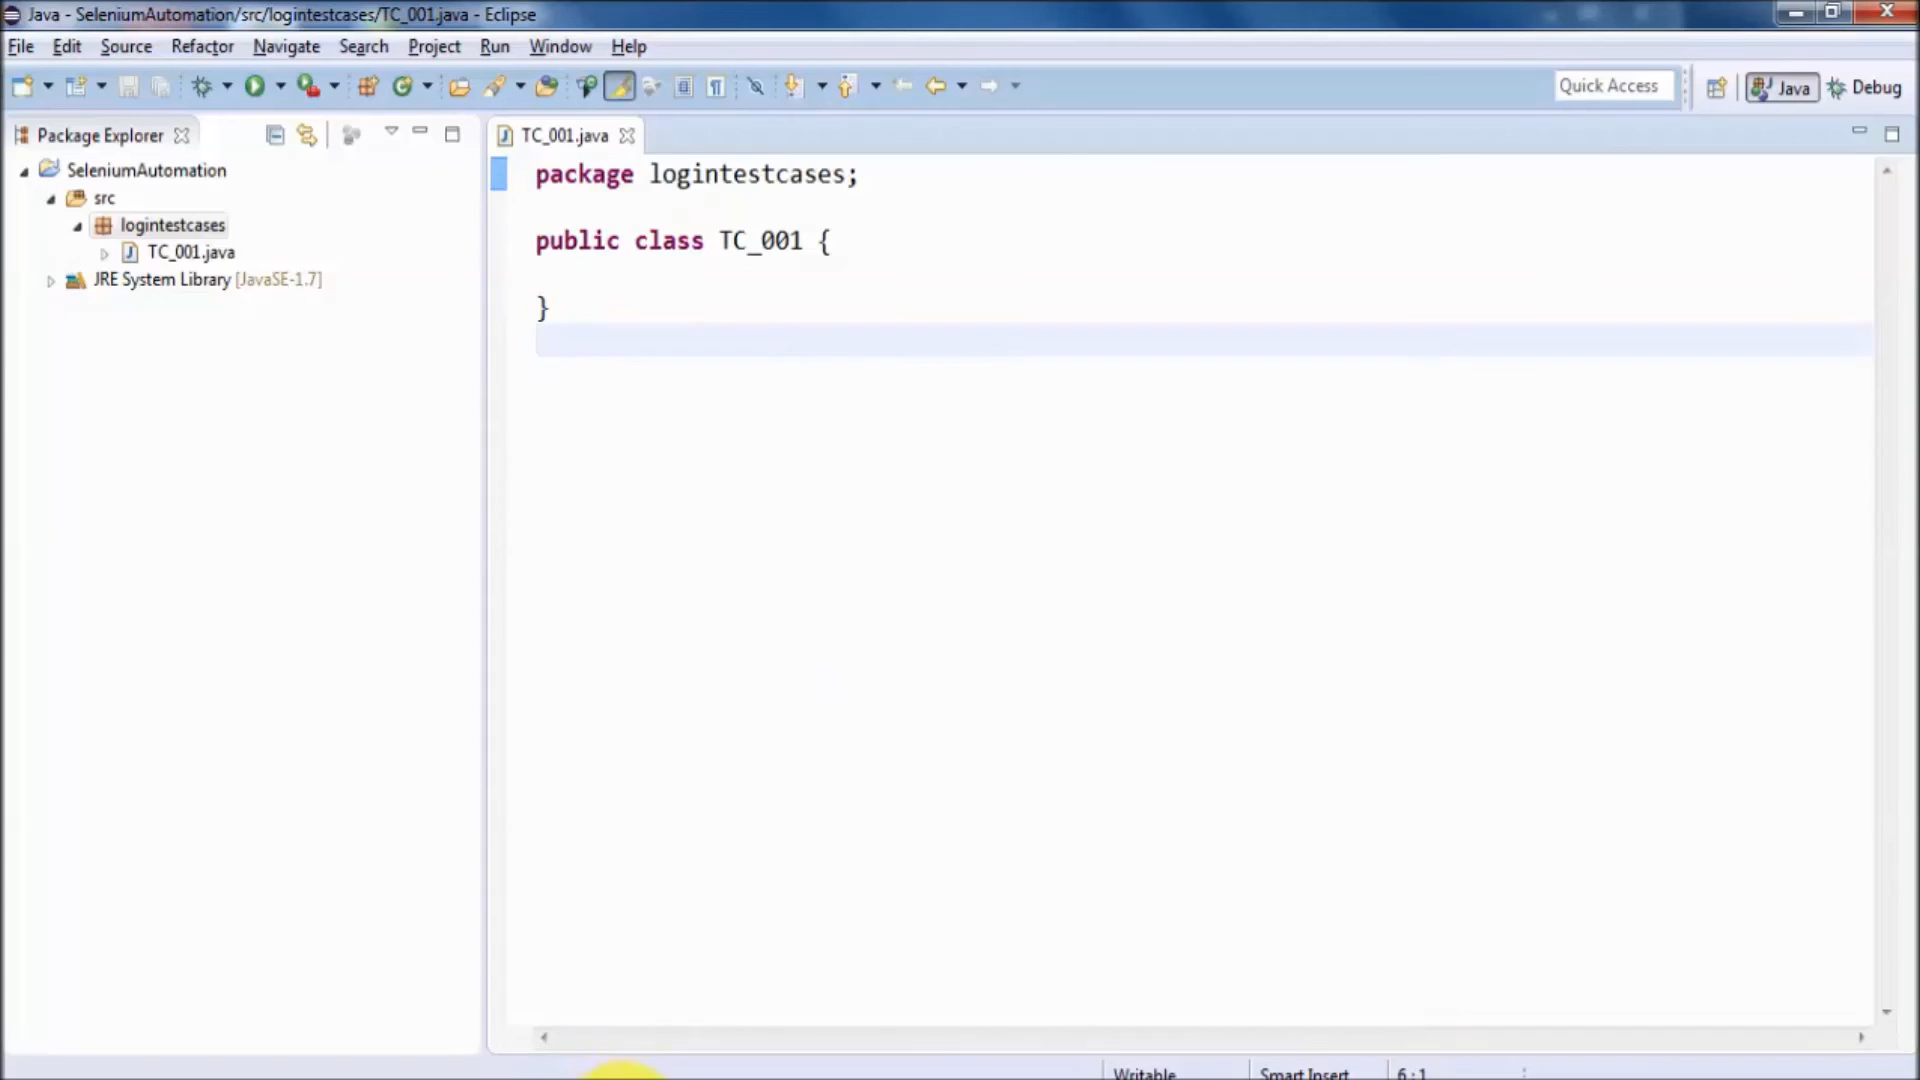 Java - SeleniumAutomation/src/logintestcases/TC_001.java - Eclipse
File Edit Source Refactor Navigate Search Project Run Window Help
Quick Access Java Debug
Package Explorer
TC_001.java
SeleniumAutomation
src
logintestcases
TC_001.java
JRE System Library [JavaSE-1.7]
package logintestcases;
public class TC_001 {
}
Writable Smart Insert 6 : 1